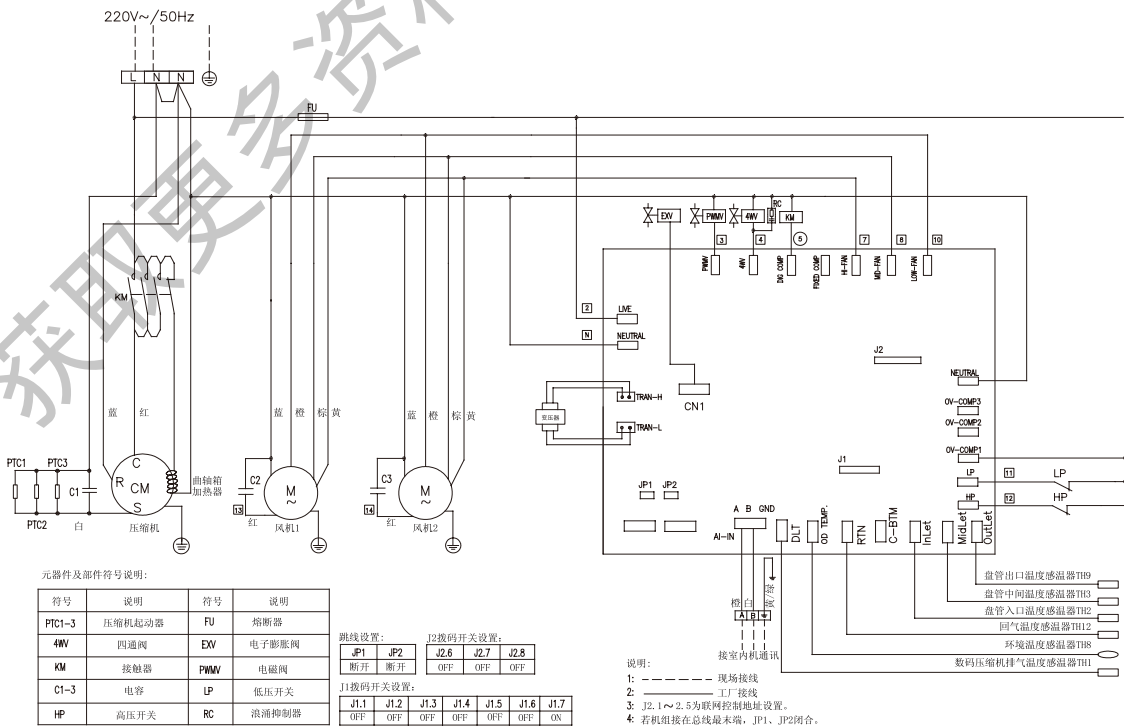 获取更多资料
220V~/50Hz
L N N
FU
RC
EXV PWMV 4WV KM
3 4 5 7 8 10
PWMV 4WV DIG COMP FIXED COMP HI-FAN MID-FAN LOW-FAN
KM
2 LIVE
N NEUTRAL
J2
NEUTRAL
CN1
OV-COMP3
OV-COMP2
OV-COMP1
变压器
TRAN-H
TRAN-L
蓝 红
蓝 橙 棕 黄
蓝 橙 棕 黄
PTC1 PTC3
C1
PTC2 白
C
R CM
S
压缩机
曲轴箱
加热器
C2
13
红
M
~
风机1
C3
14
红
M
~
风机2
J1
LP 11 LP
HP 12 HP
JP1 JP2
A B GND
AI-IN
DLT OD TEMP. RTN C-BTM InLet MidLet OutLet
橙 白 黄/绿
A B
接室内机通讯
盘管出口温度感温器TH9
盘管中间温度感温器TH3
盘管入口温度感温器TH2
回气温度感温器TH12
环境温度感温器TH8
数码压缩机排气温度感温器TH1
元器件及部件符号说明:
符号 说明 符号 说明
PTC1-3 压缩机起动器 FU 熔断器
4WV 四通阀 EXV 电子膨胀阀
KM 接触器 PWMV 电磁阀
C1-3 电容 LP 低压开关
HP 高压开关 RC 浪涌抑制器
跳线设置:
JP1 JP2
断开 断开
J2拨码开关设置:
J2.6 J2.7 J2.8
OFF OFF OFF
J1拨码开关设置:
J1.1 J1.2 J1.3 J1.4 J1.5 J1.6 J1.7
OFF OFF OFF OFF OFF OFF ON
说明:
1: 现场接线
2: 工厂接线
3: J2.1~2.5为联网控制地址设置。
4: 若机组接在总线最末端, JP1、JP2闭合。